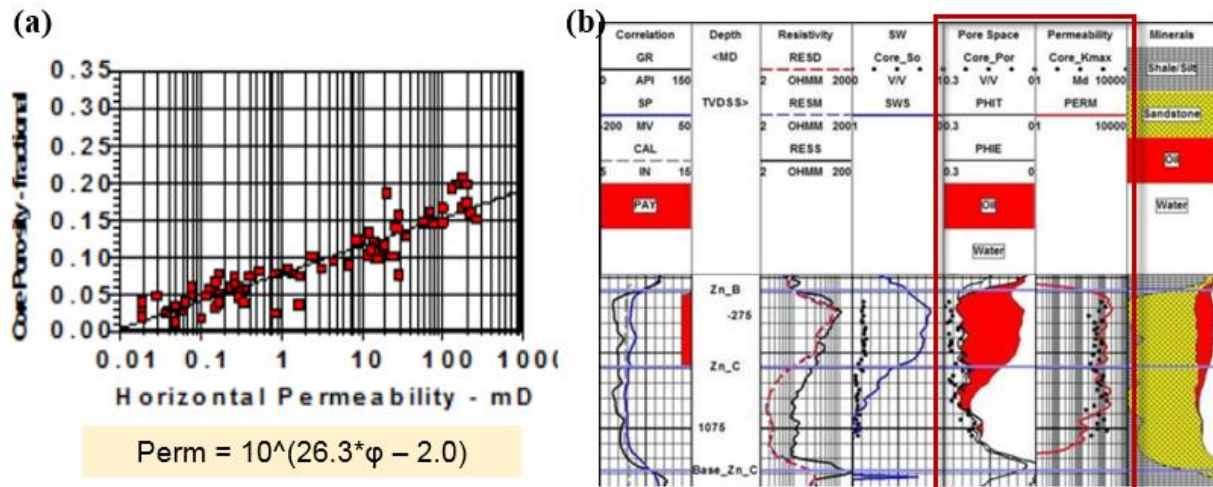 (a)
Core Porosity - fractional
0.35
0.30
0.25
0.20
0.15
0.10
0.05
0.00
0.01 0.1 1 10 100 1000
Horizontal Permeability - mD
Perm = 10^(26.3*φ – 2.0)
(b)
Correlation Depth Resistivity SW Pore Space Permeability Minerals
GR <MD RESD Core_So Core_Por Core_Kmax
0 API 150 2 OHMM 2000 V/V 0.3 V/V 01 Md 10000 Shale/Silt
SP TVDSS> RESM SWS PHIT PERM
-200 MV 50 2 OHMM 2001 00.3 01 10000 Sandstone
CAL RESS PHIE
5 IN 15 2 OHMM 200 0.3 0 Oil
PAY Oil Water
Water
Zn_B
-275
Zn_C
1075
Base_Zn_C